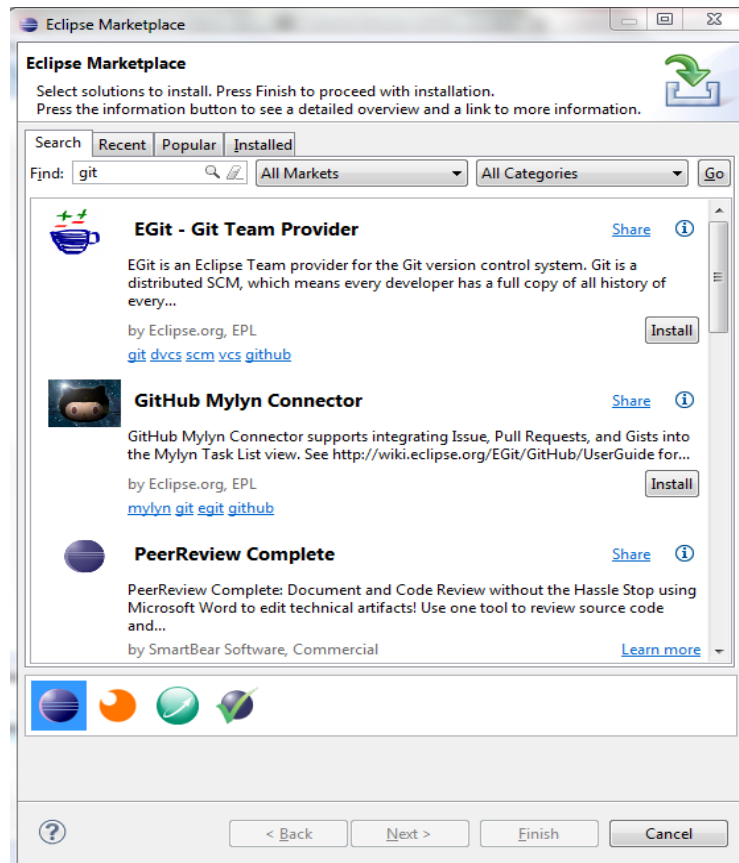 Eclipse Marketplace
Eclipse Marketplace
Select solutions to install. Press Finish to proceed with installation.
Press the information button to see a detailed overview and a link to more information.
Search Recent Popular Installed
Find: git All Markets All Categories Go
EGit - Git Team Provider Share
EGit is an Eclipse Team provider for the Git version control system. Git is a
distributed SCM, which means every developer has a full copy of all history of
every...
by Eclipse.org, EPL Install
git dvcs scm vcs github
GitHub Mylyn Connector Share
GitHub Mylyn Connector supports integrating Issue, Pull Requests, and Gists into
the Mylyn Task List view. See http://wiki.eclipse.org/EGit/GitHub/UserGuide for...
by Eclipse.org, EPL Install
mylyn git egit github
PeerReview Complete Share
PeerReview Complete: Document and Code Review without the Hassle Stop using
Microsoft Word to edit technical artifacts! Use one tool to review source code
and...
by SmartBear Software, Commercial Learn more
< Back Next > Finish Cancel